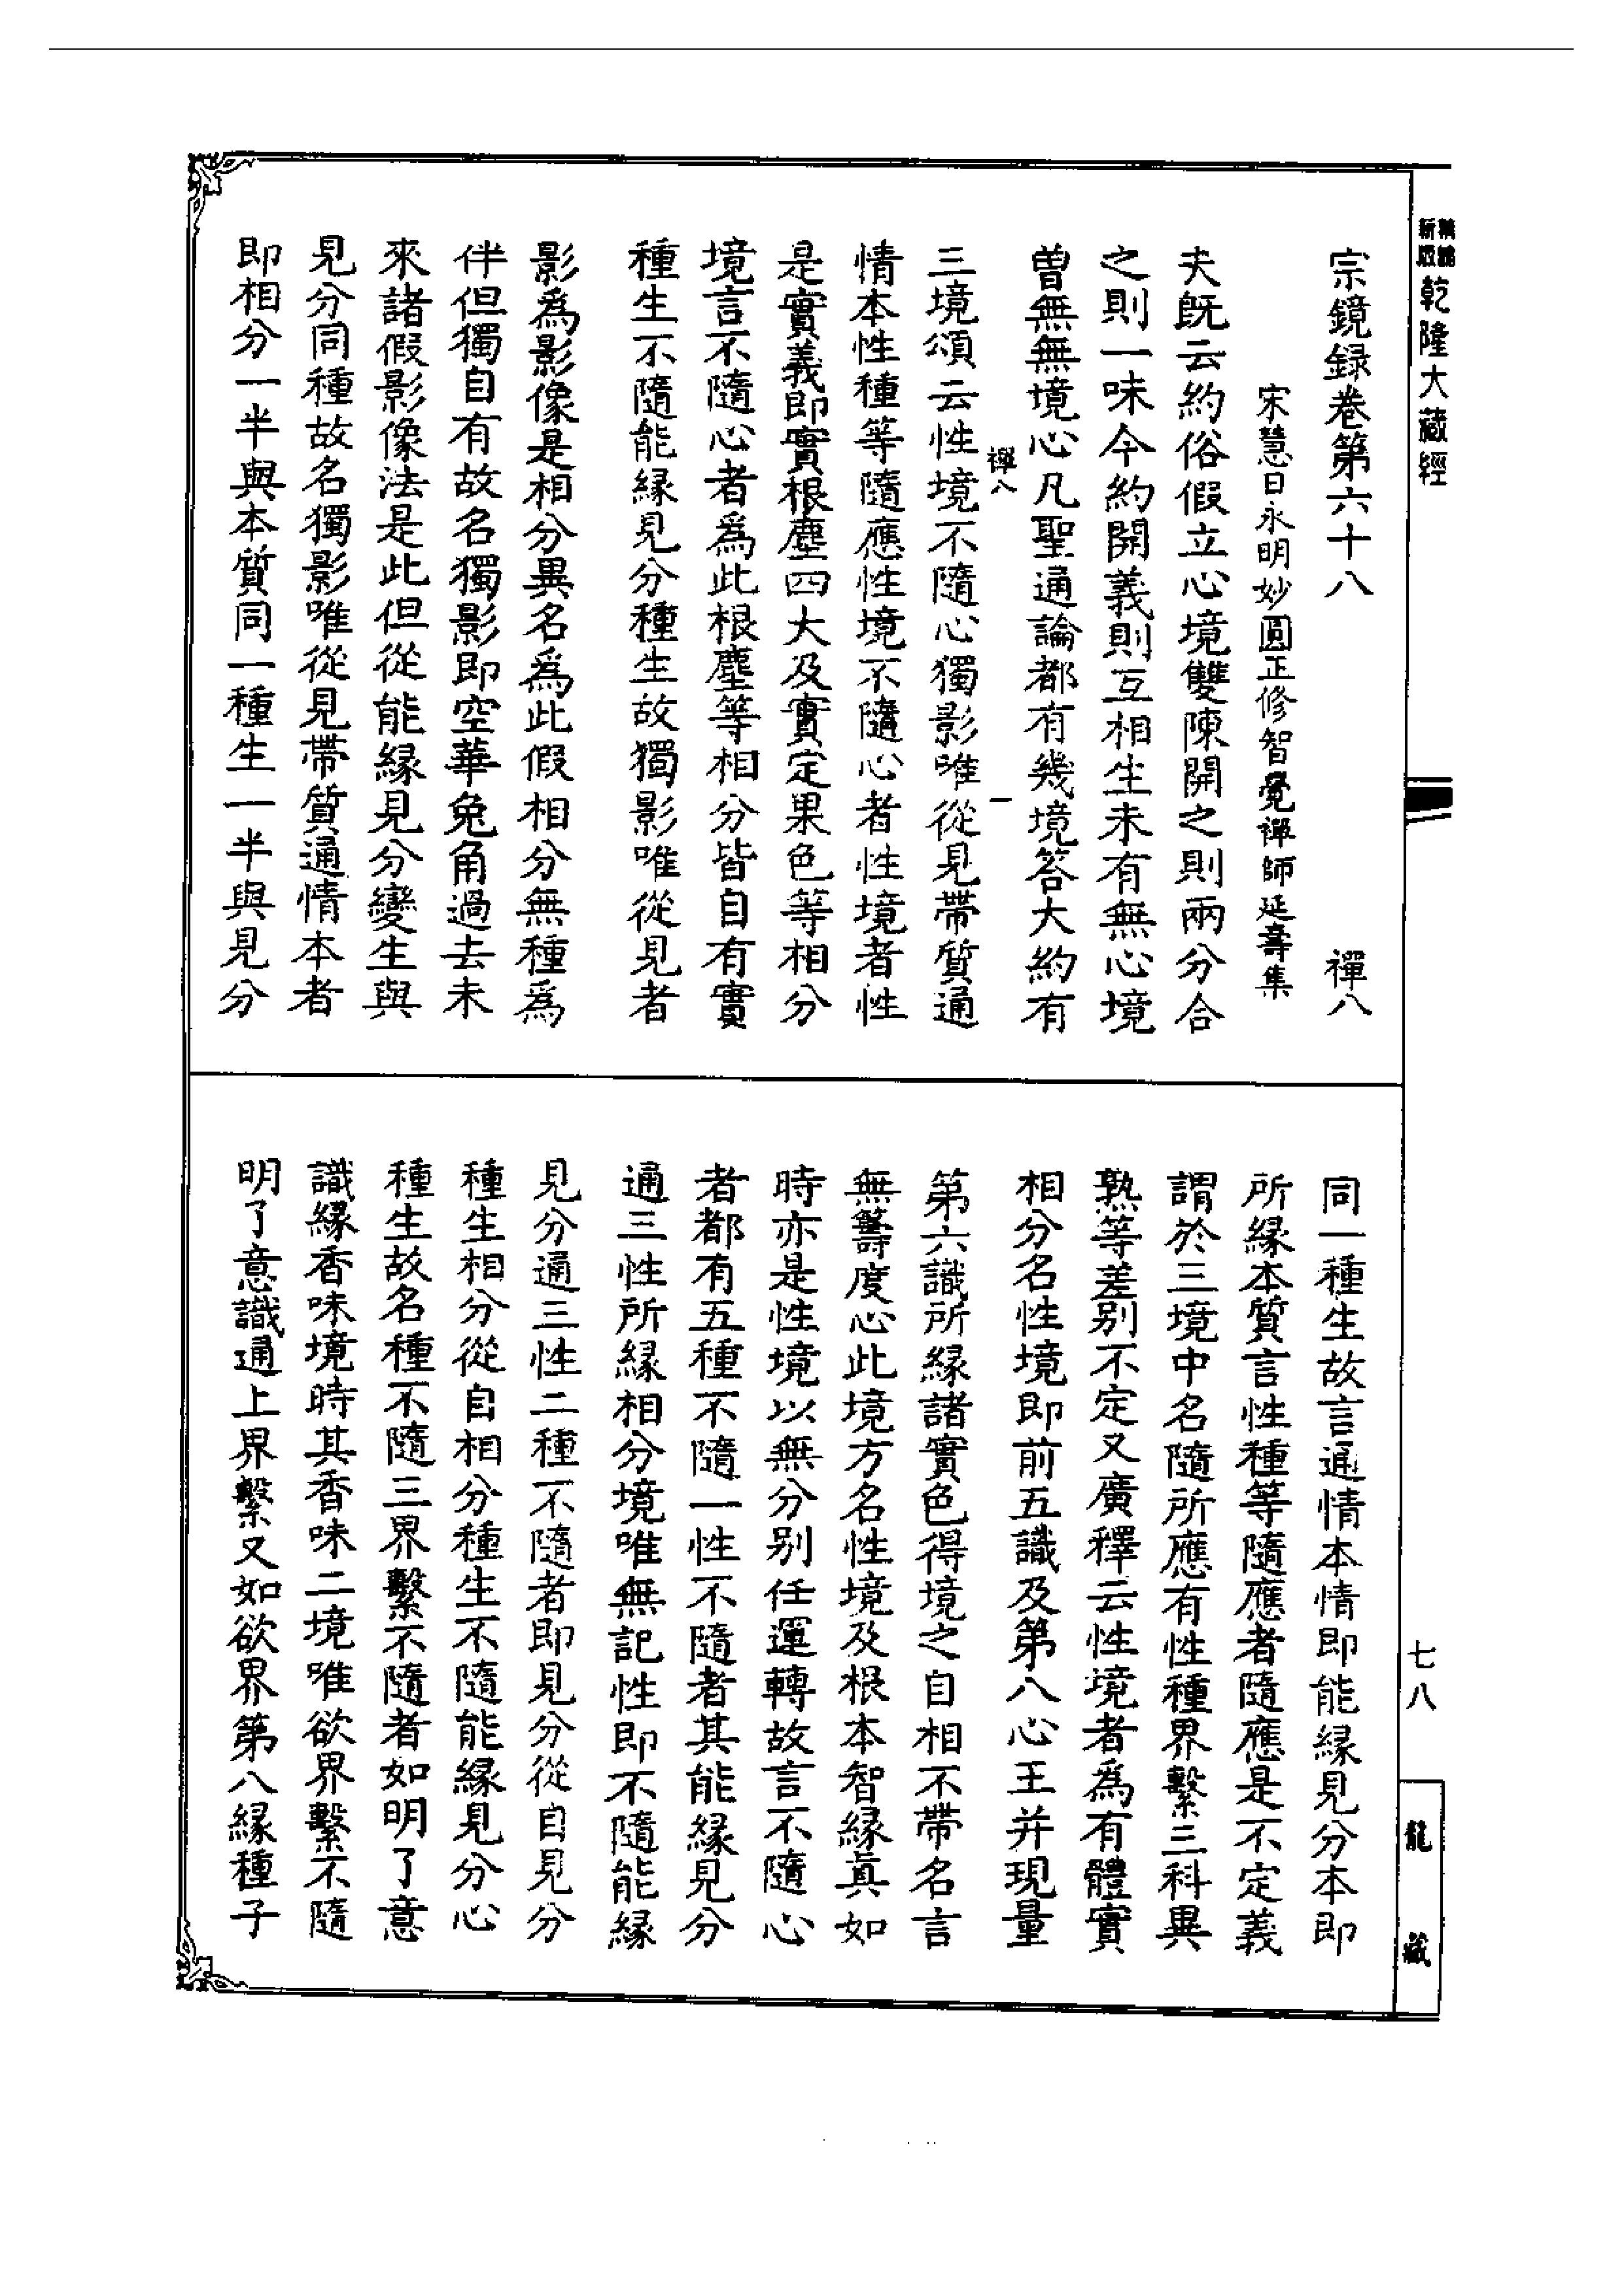 乾隆大藏經
宗鏡録卷第六十八 禪八
宋慧日永明妙圓正修智覺禪師延壽集
夫既云約俗假立心境雙陳開之則兩分合
之則一味今約開義則互相生未有無心境
曽無無境心凡聖通論都有幾境答大約有
禪八 一
三境頌云性境不隨心獨影唯從見帶質通
情本性種等隨應性境不隨心者性境者性
是實義即實根塵四大及實定果色等相分
境言不隨心者為此根塵等相分皆自有實
種生不隨能緣見分種生故獨影唯從見者
影為影像是相分異名為此假相分無種為
伴但獨自有故名獨影即空華兔角過去未
來諸假影像法是此但從能緣見分變生與
見分同種故名獨影唯從見帶質通情本者
即相分一半與本質同一種生一半與見分
同一種生故言通情本情即能緣見分本即
所緣本質言性種等隨應者隨應是不定義
謂於三境中名隨所應有性種界繫三科異
熟等差別不定又廣釋云性境者為有體實
相分名性境即前五識及第八心王并現量
第六識所緣諸實色得境之自相不帶名言
無籌度心此境方名性境及根本智緣真如
時亦是性境以無分別任運轉故言不隨心
者都有五種不隨一性不隨者其能緣見分
通三性所緣相分境唯無記性即不隨能緣
見分通三性二種不隨者即見分從自見分
種生相分從自相分種生不隨能緣見分心
種生故名種不隨三界繫不隨者如明了意
識緣香味境時其香味二境唯欲界繫不隨
明了意識通上界繫又如欲界第八緣種子
七八
龍藏